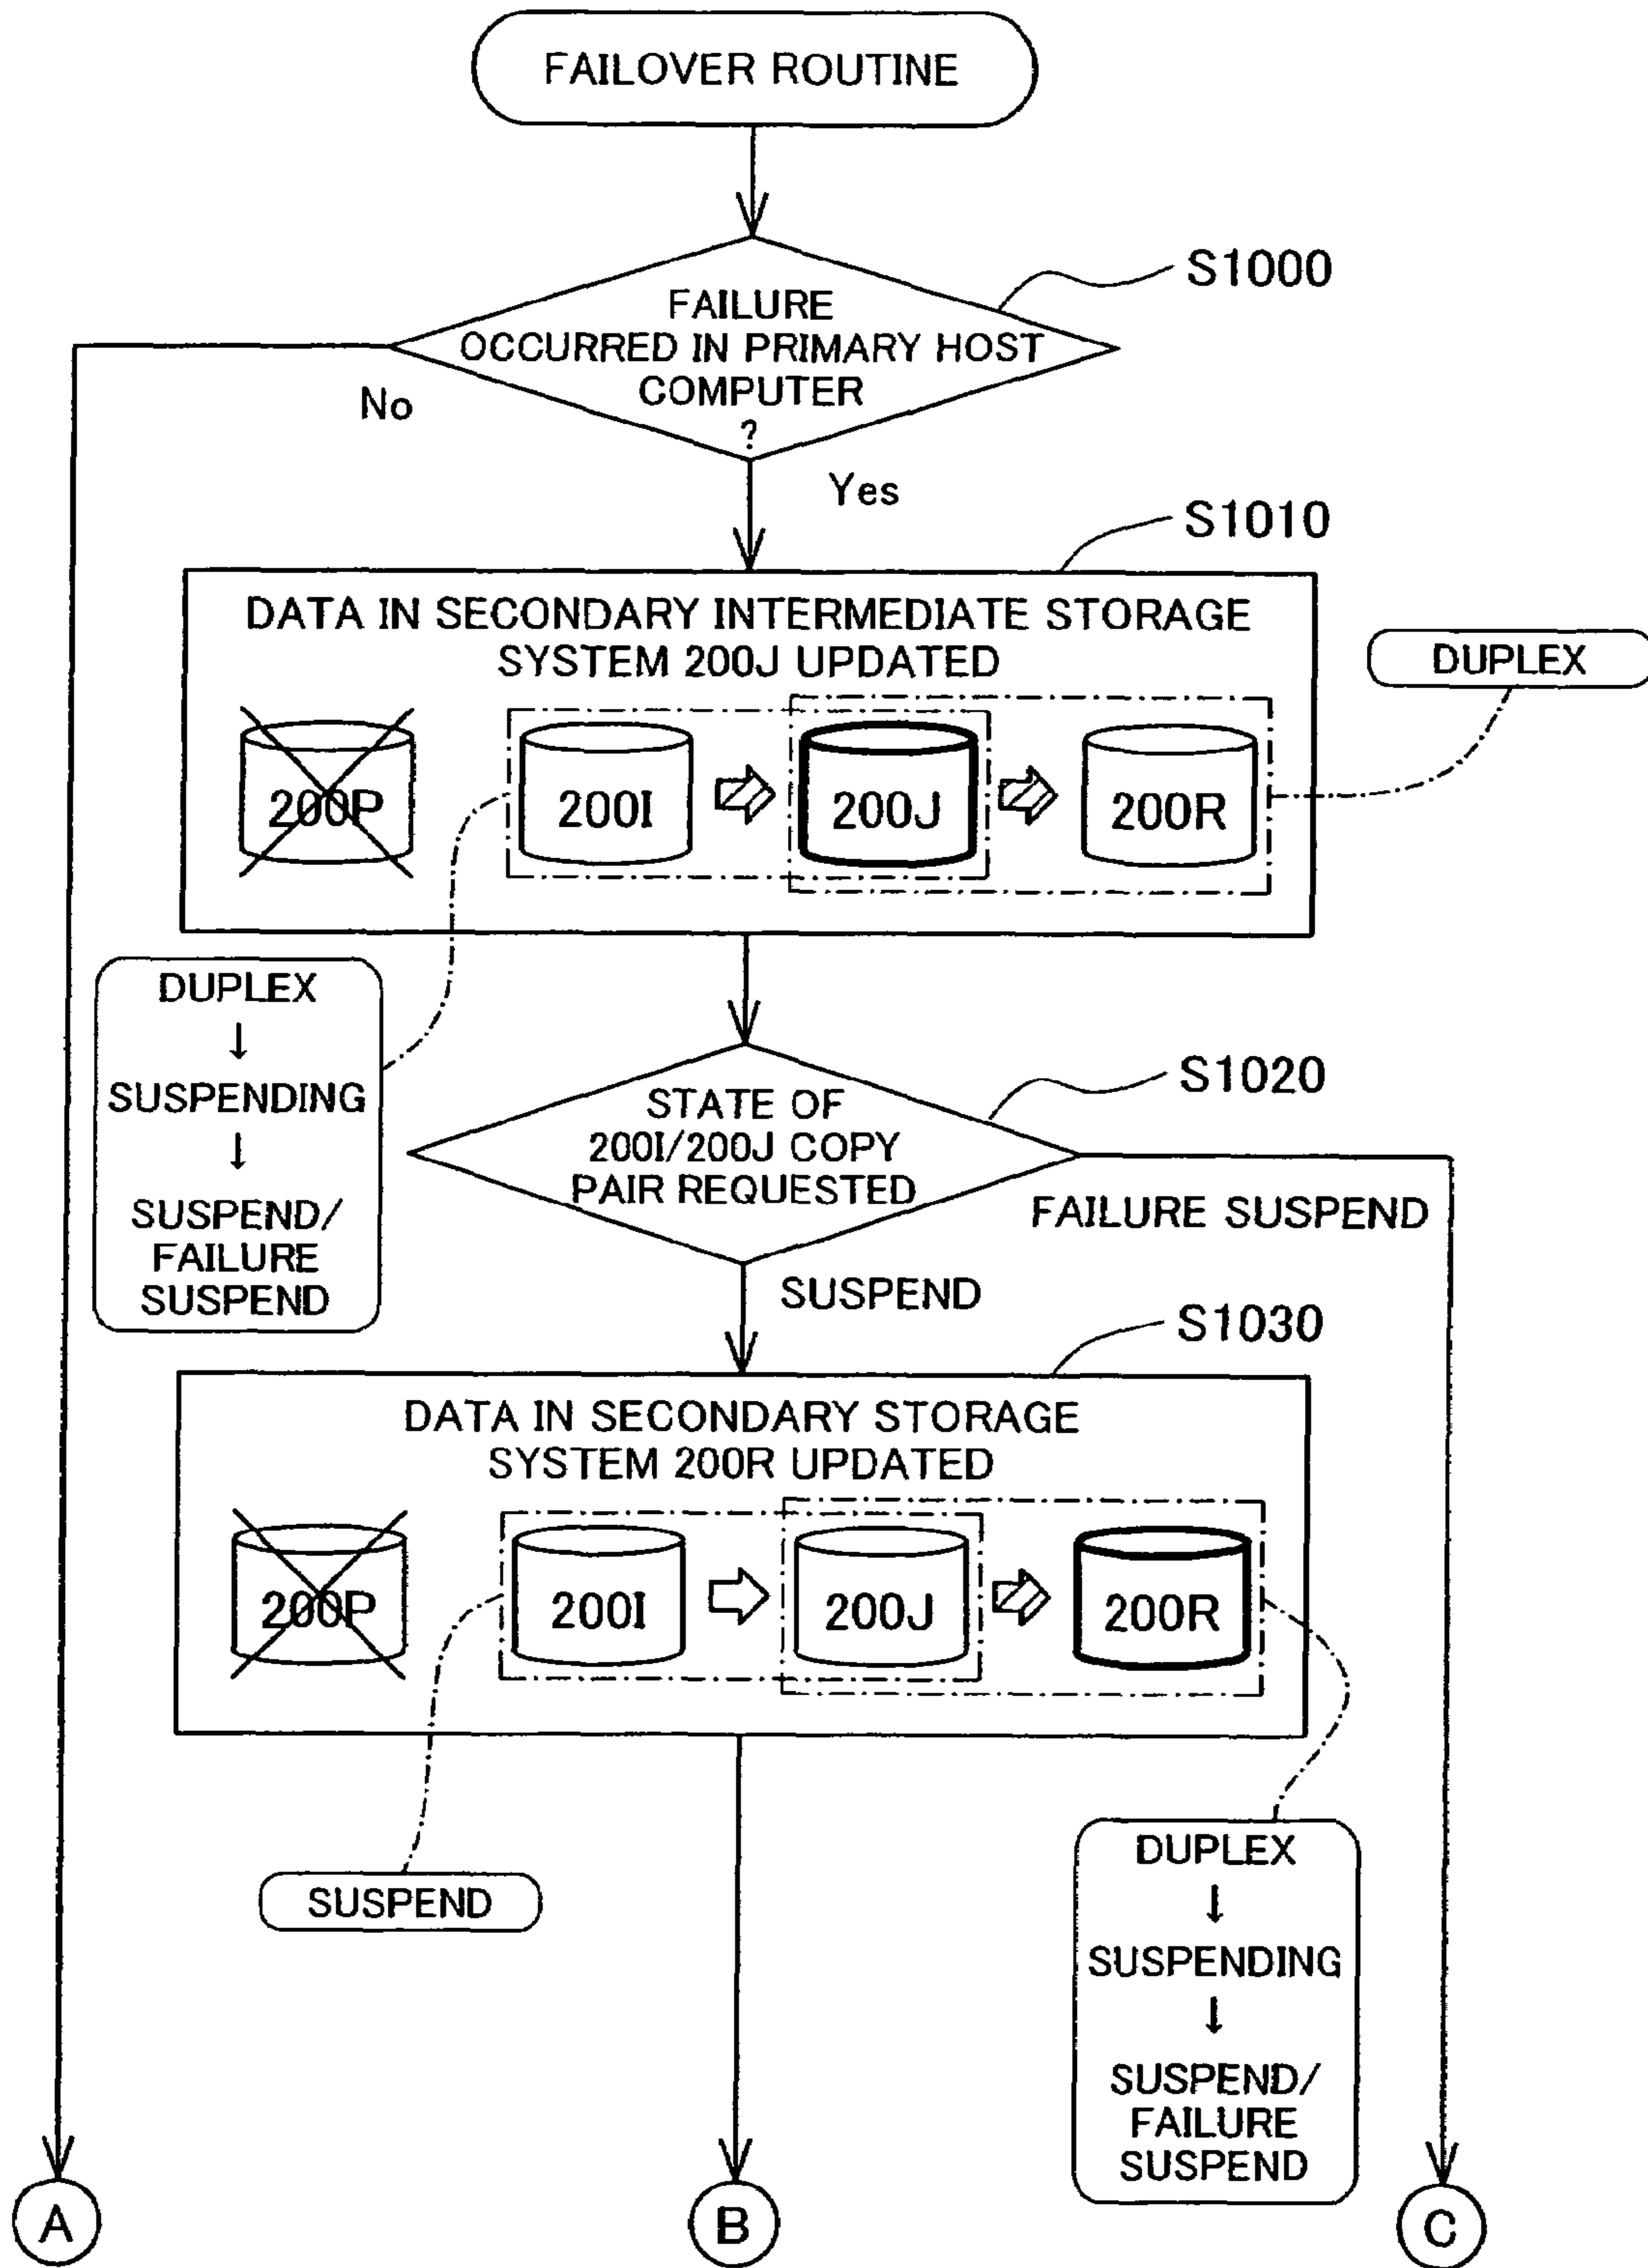 FAILOVER ROUTINE
S1000
FAILURE
OCCURRED IN PRIMARY HOST
COMPUTER
?
No
Yes
S1010
DATA IN SECONDARY INTERMEDIATE STORAGE
SYSTEM 200J UPDATED
DUPLEX
200P
200I
200J
200R
DUPLEX
↓
SUSPENDING
↓
SUSPEND/
FAILURE
SUSPEND
S1020
STATE OF
200I/200J COPY
PAIR REQUESTED
FAILURE SUSPEND
SUSPEND
S1030
DATA IN SECONDARY STORAGE
SYSTEM 200R UPDATED
200P
200I
200J
200R
SUSPEND
DUPLEX
↓
SUSPENDING
↓
SUSPEND/
FAILURE
SUSPEND
A
B
C